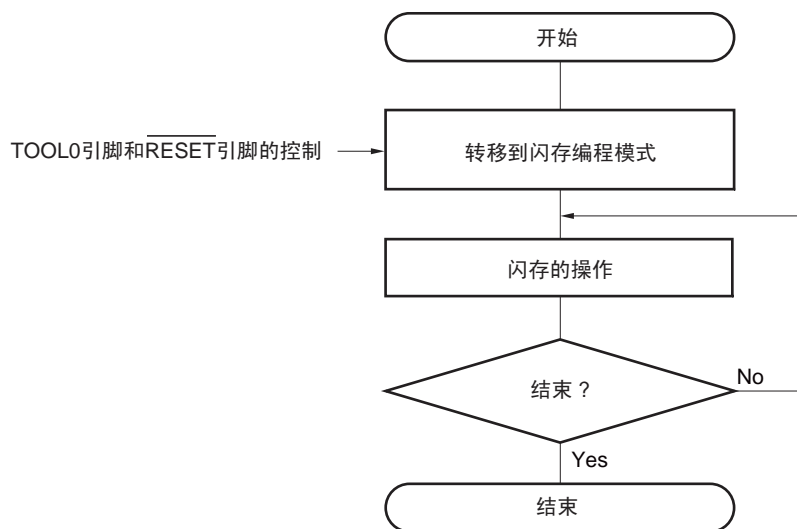 开始
TOOL0引脚和RESET引脚的控制
转移到闪存编程模式
闪存的操作
结束？
No
Yes
结束